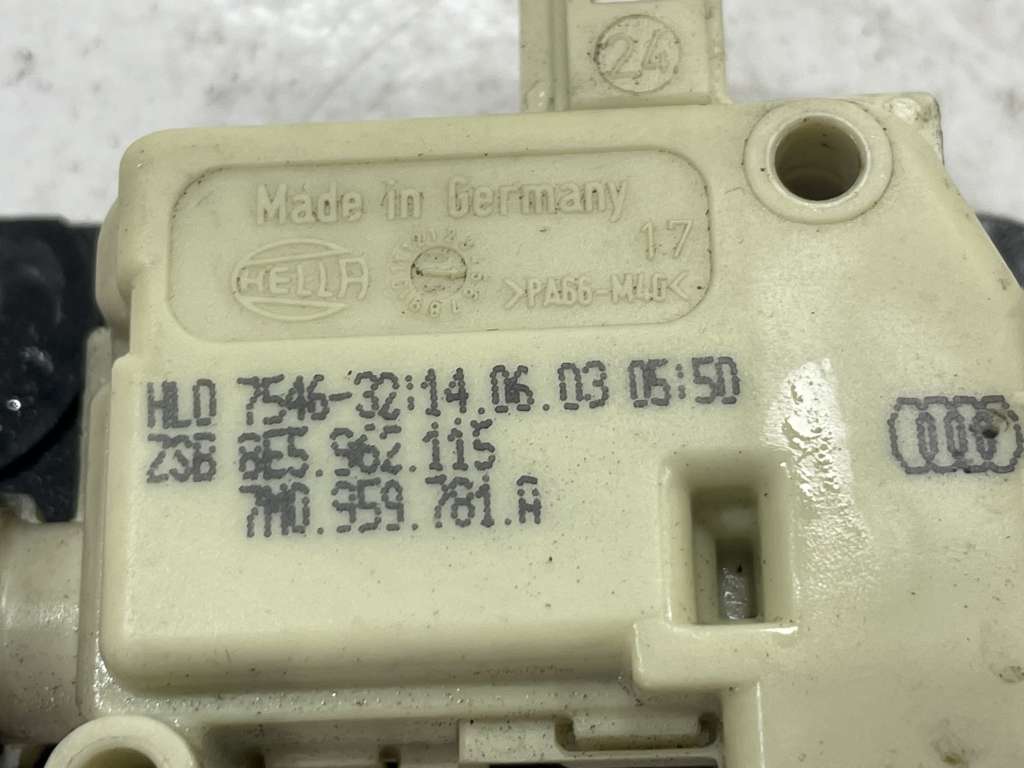 24
Made in Germany
17
HELLA
>PA66-M40<
HLO 7546-32:14.06.03 05:50
ZSB 8E5.962.115
7M0.959.781.A